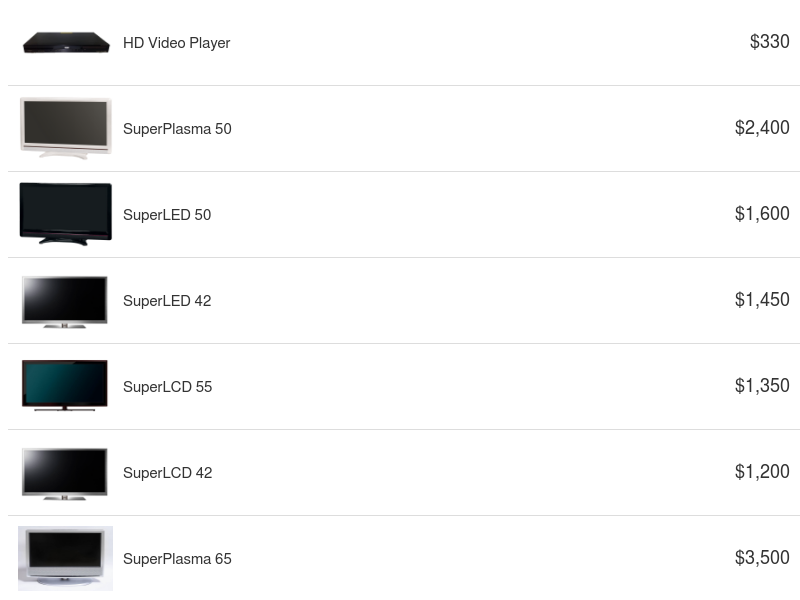 HD Video Player $330
SuperPlasma 50 $2,400
SuperLED 50 $1,600
SuperLED 42 $1,450
SuperLCD 55 $1,350
SuperLCD 42 $1,200
SuperPlasma 65 $3,500